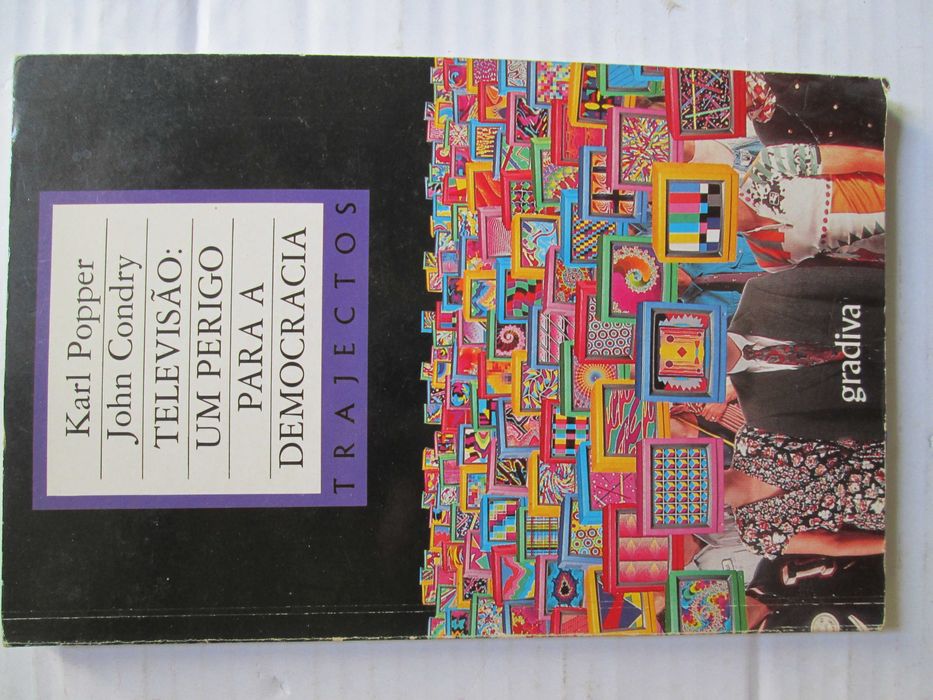 Karl Popper
John Condry
TELEVISÃO:
UM PERIGO
PARA A
DEMOCRACIA
TRAJECTOS
gradiva